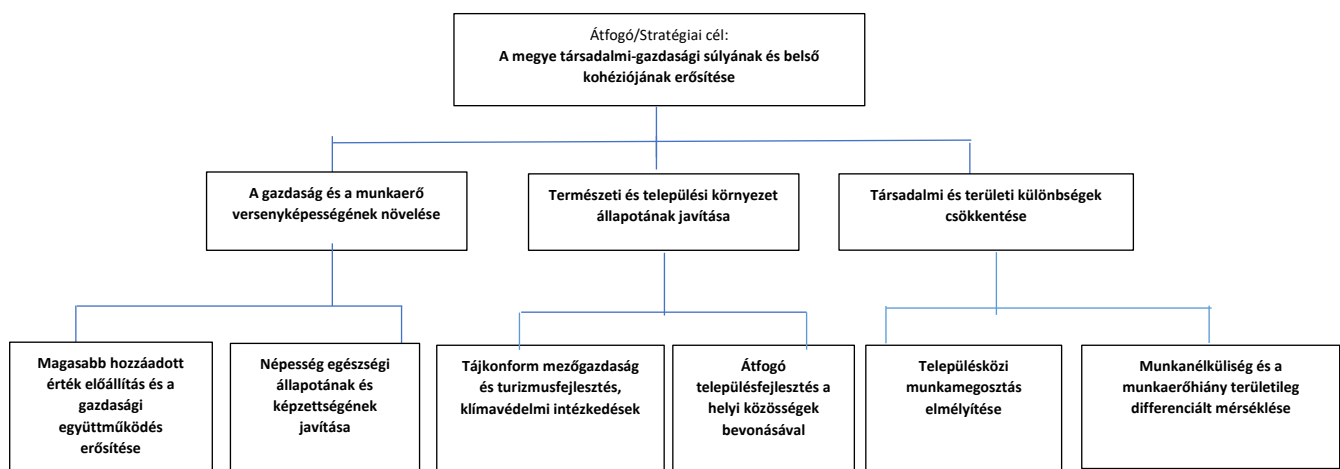 Átfogó/Stratégiai cél:
A megye társadalmi-gazdasági súlyának és belső
kohéziójának erősítése
A gazdaság és a munkaerő
versenyképességének növelése
Természeti és települési környezet
állapotának javítása
Társadalmi és területi különbségek
csökkentése
Magasabb hozzáadott
érték előállítás és a
gazdasági
együttműködés
erősítése
Népesség egészségi
állapotának és
képzettségének
javítása
Tájkonform mezőgazdaság
és turizmusfejlesztés,
klímavédelmi intézkedések
Átfogó
településfejlesztés a
helyi közösségek
bevonásával
Településközi
munkamegosztás
elmélyítése
Munkanélküliség és a
munkaerőhiány területileg
differenciált mérséklése